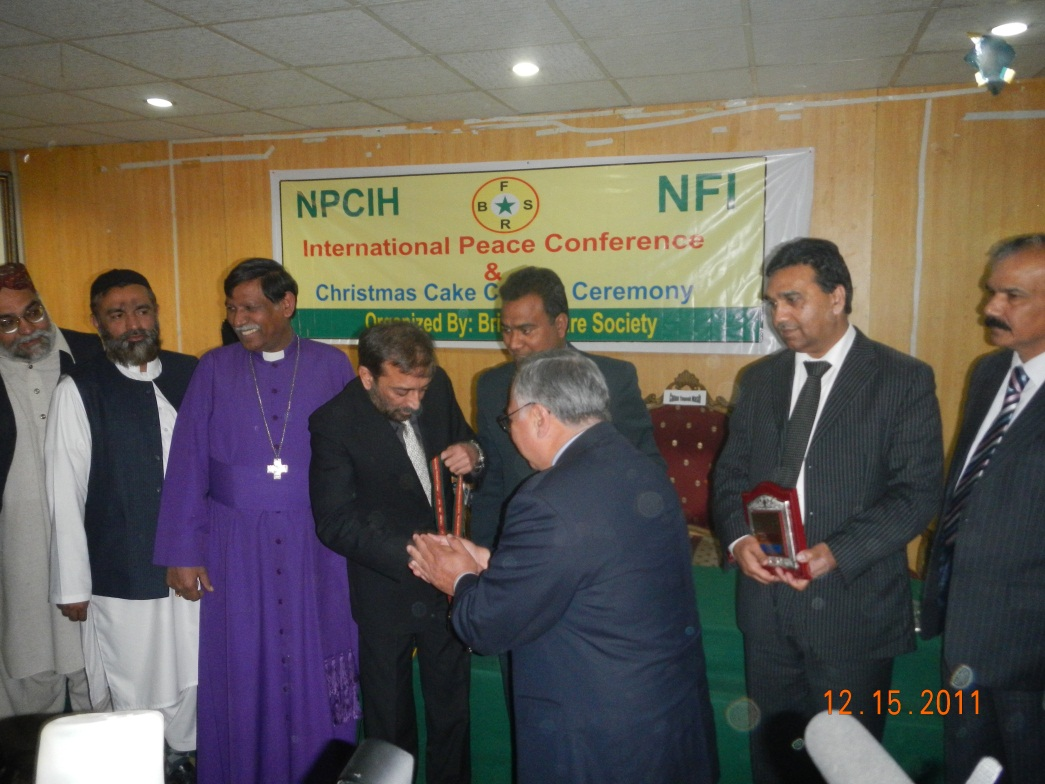 NPCIH
NFI
F
B S
R
International Peace Conference
&
Christmas Cake Ceremony
Organized By: Society
12.15.2011